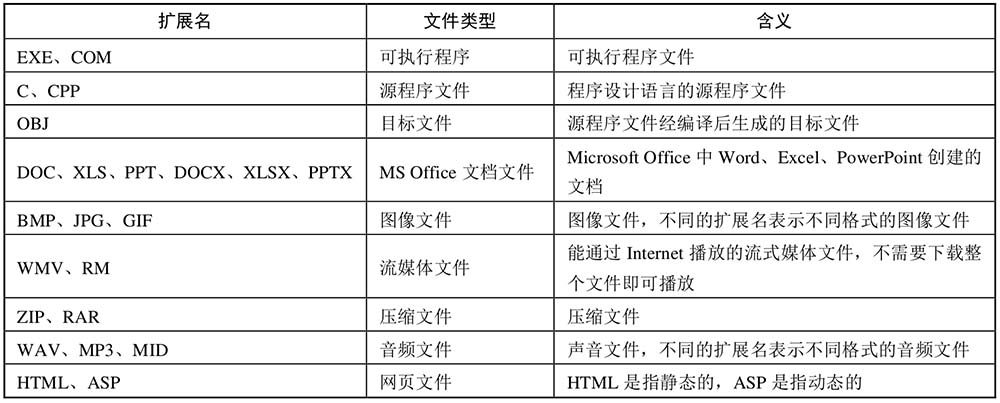 扩展名 文件类型 含义
EXE、COM 可执行程序 可执行程序文件
C、CPP 源程序文件 程序设计语言的源程序文件
OBJ 目标文件 源程序文件经编译后生成的目标文件
DOC、XLS、PPT、DOCX、XLSX、PPTX MS Office 文档文件 Microsoft Office 中 Word、Excel、PowerPoint 创建的
文档
BMP、JPG、GIF 图像文件 图像文件，不同的扩展名表示不同格式的图像文件
WMV、RM 流媒体文件 能通过 Internet 播放的流式媒体文件，不需要下载整
个文件即可播放
ZIP、RAR 压缩文件 压缩文件
WAV、MP3、MID 音频文件 声音文件，不同的扩展名表示不同格式的音频文件
HTML、ASP 网页文件 HTML 是指静态的，ASP 是指动态的